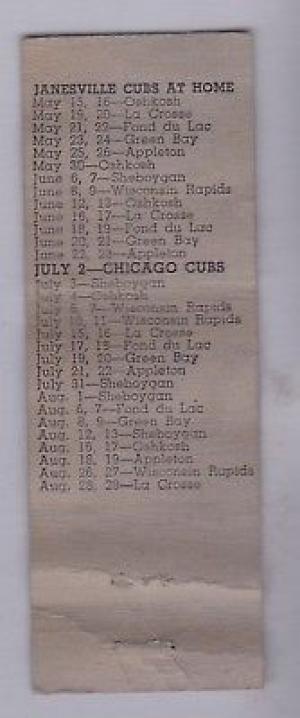 JANESVILLE CUBS AT HOME
May 15, 16—Oshkosh
May 19, 20—La Crosse
May 21, 22—Fond du Lac
May 23, 24—Green Bay
May 25, 26—Appleton
May 30—Oshkosh
June 6, 7—Sheboygan
June 8, 9—Wisconsin Rapids
June 12, 13—Oshkosh
June 16, 17—La Crosse
June 18, 19—Fond du Lac
June 20, 21—Green Bay
June 22, 23—Appleton
JULY 2—CHICAGO CUBS
July 3—Sheboygan
July 4—Oshkosh
July 6, 7—Wisconsin Rapids
July 11—Wisconsin Rapids
July 15, 16—La Crosse
July 17, 18—Fond du Lac
July 19, 20—Green Bay
July 21, 22—Appleton
July 31—Sheboygan
Aug. 1—Sheboygan
Aug. 6, 7—Fond du Lac
Aug. 8, 9—Green Bay
Aug. 12, 13—Sheboygan
Aug. 16, 17—Oshkosh
Aug. 18, 19—Appleton
Aug. 26, 27—Wisconsin Rapids
Aug. 28, 29—La Crosse